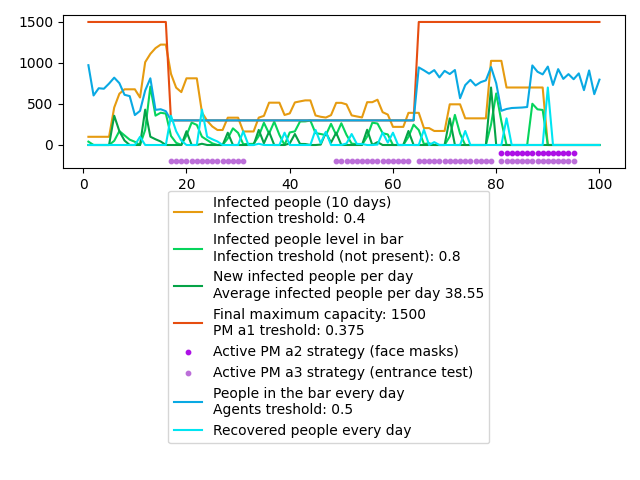 1500
1000
500
0
0
20
40
60
80
100
Infected people (10 days)
Infection treshold: 0.4
Infected people level in bar
Infection treshold (not present): 0.8
New infected people per day
Average infected people per day 38.55
Final maximum capacity: 1500
PM a1 treshold: 0.375
Active PM a2 strategy (face masks)
Active PM a3 strategy (entrance test)
People in the bar every day
Agents treshold: 0.5
Recovered people every day